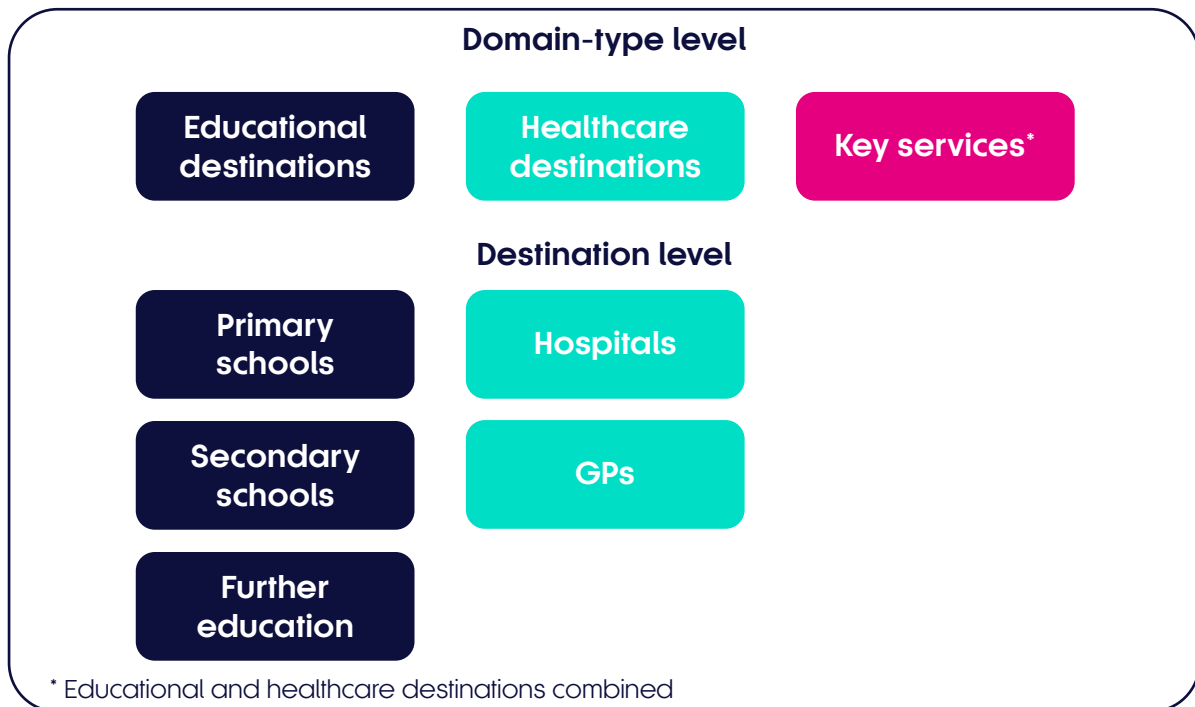 Domain-type level
Educational
destinations
Healthcare
destinations
Key services*
Destination level
Primary
schools
Hospitals
Secondary
schools
GPs
Further
education
* Educational and healthcare destinations combined